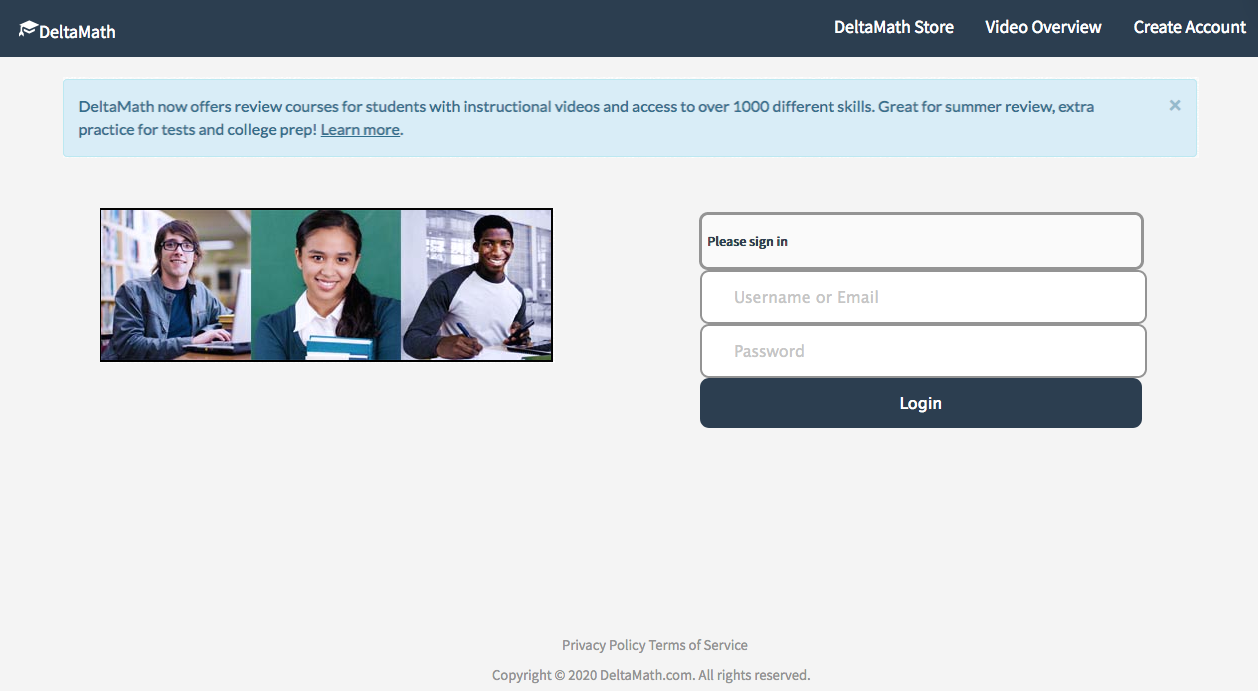 DeltaMath
DeltaMath Store
Video Overview
Create Account
DeltaMath now offers review courses for students with instructional videos and access to over 1000 different skills. Great for summer review, extra
practice for tests and college prep! Learn more.
×
Please sign in
Username or Email
Password
Login
Privacy Policy Terms of Service
Copyright © 2020 DeltaMath.com. All rights reserved.